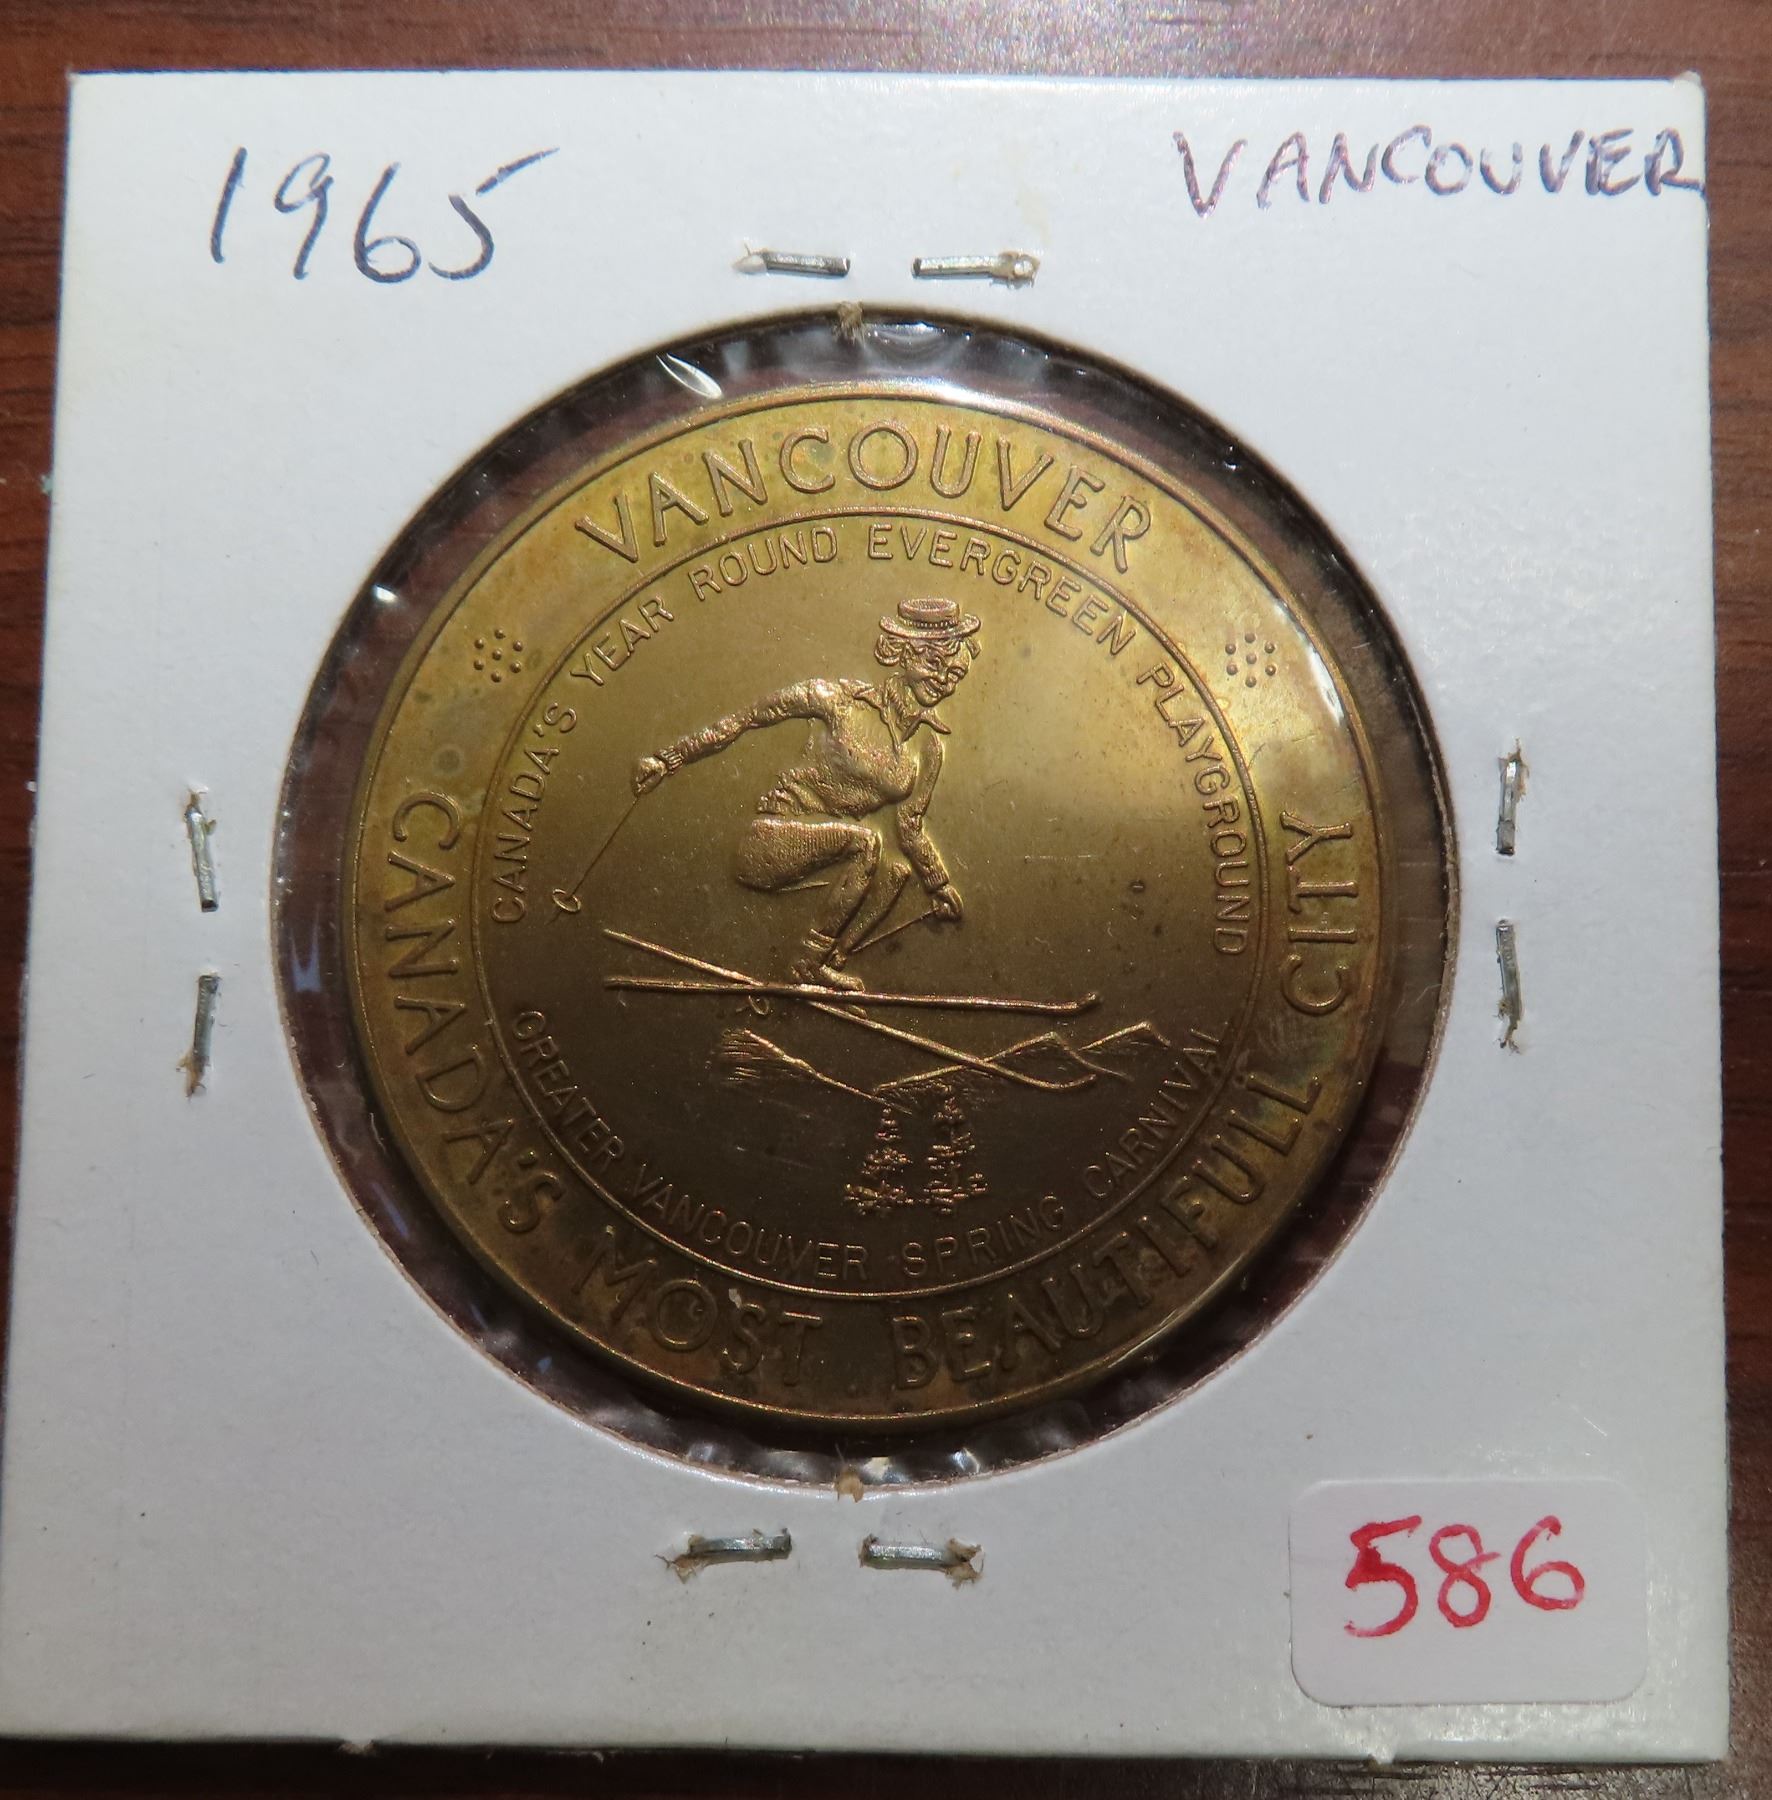 1965
VANCOUVER
VANCOUVER
CANADA'S YEAR ROUND EVERGREEN PLAYGROUND
GREATER VANCOUVER SPRING CARNIVAL
CANADA'S MOST BEAUTIFULL CITY
586